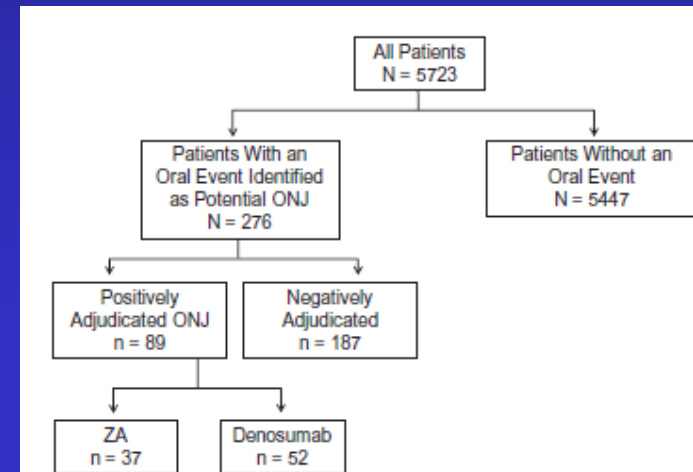 All Patients
N = 5723
Patients With an
Oral Event Identified
as Potential ONJ
N = 276
Patients Without an
Oral Event
N = 5447
Positively
Adjudicated ONJ
n = 89
Negatively
Adjudicated
n = 187
ZA
n = 37
Denosumab
n = 52